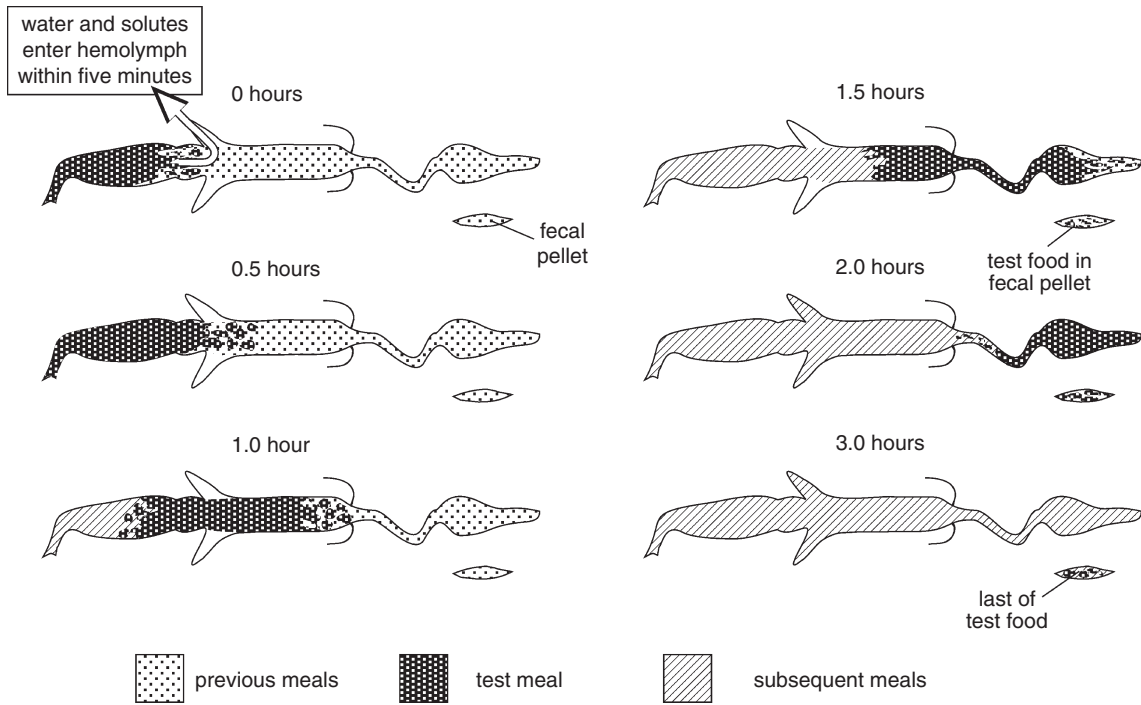 water and solutes
enter hemolymph
within five minutes
0 hours
fecal
pellet
0.5 hours
1.0 hour
1.5 hours
test food in
fecal pellet
2.0 hours
3.0 hours
last of
test food
previous meals
test meal
subsequent meals